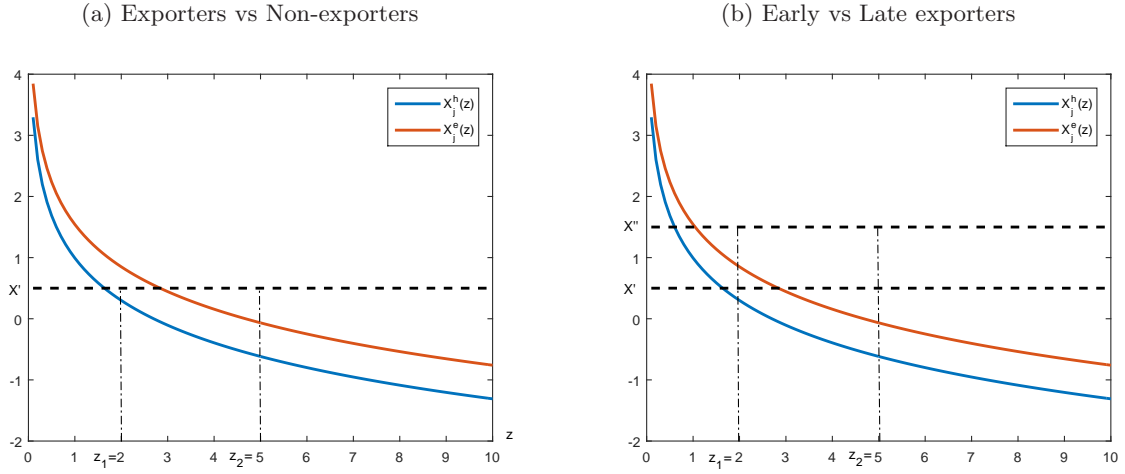 (a) Exporters vs Non-exporters
4
3
2
1
X'
0
-1
-2
X_j^h(z)
X_j^e(z)
0 1 z_1=2 3 4 z_2=5 6 7 8 9 10
z
(b) Early vs Late exporters
4
3
2
X''
1
X'
0
-1
-2
X_j^h(z)
X_j^e(z)
0 1 z_1=2 3 4 z_2=5 6 7 8 9 10